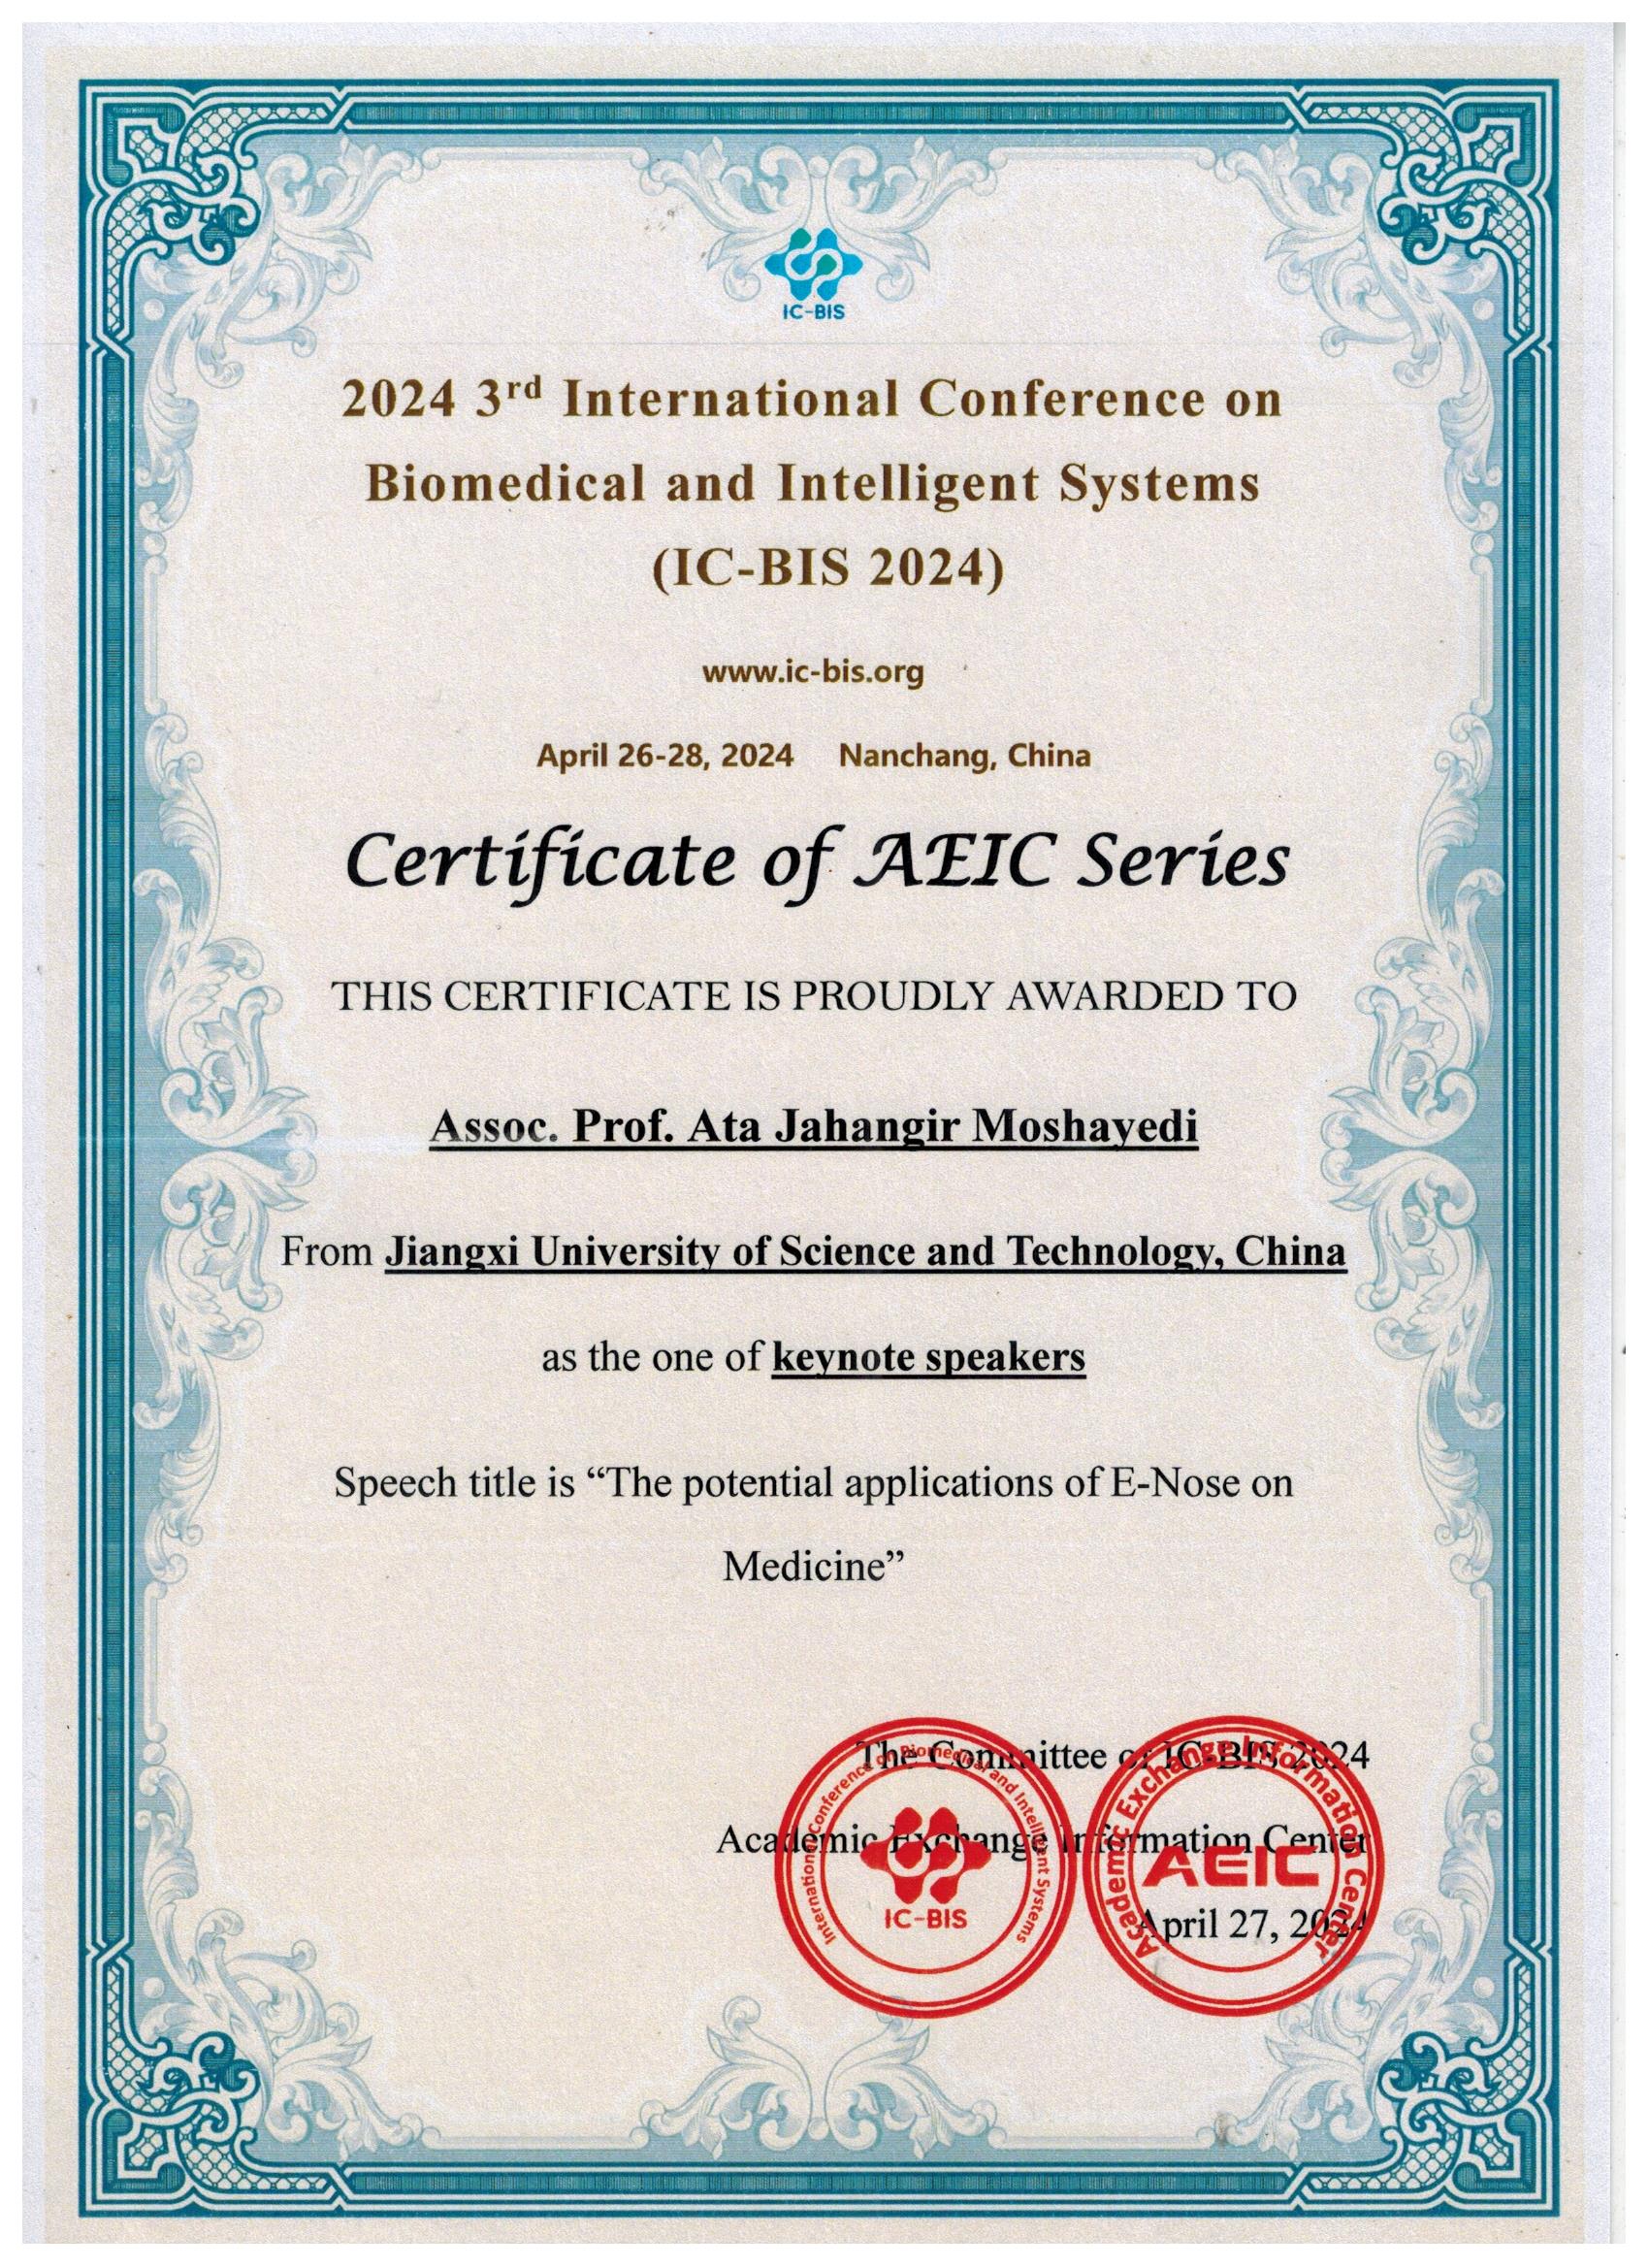 IC-BIS
2024 3rd International Conference on
Biomedical and Intelligent Systems
(IC-BIS 2024)
www.ic-bis.org
April 26-28, 2024 Nanchang, China
Certificate of AEIC Series
THIS CERTIFICATE IS PROUDLY AWARDED TO
Assoc. Prof. Ata Jahangir Moshayedi
From Jiangxi University of Science and Technology, China
as the one of keynote speakers
Speech title is “The potential applications of E-Nose on
Medicine”
The Committee of IC-BIS 2024
Academic Exchange Information Center
April 27, 2024
International Conference on Biomedical and Intelligent Systems
IC-BIS
Academic Exchange Information Center
AEIC